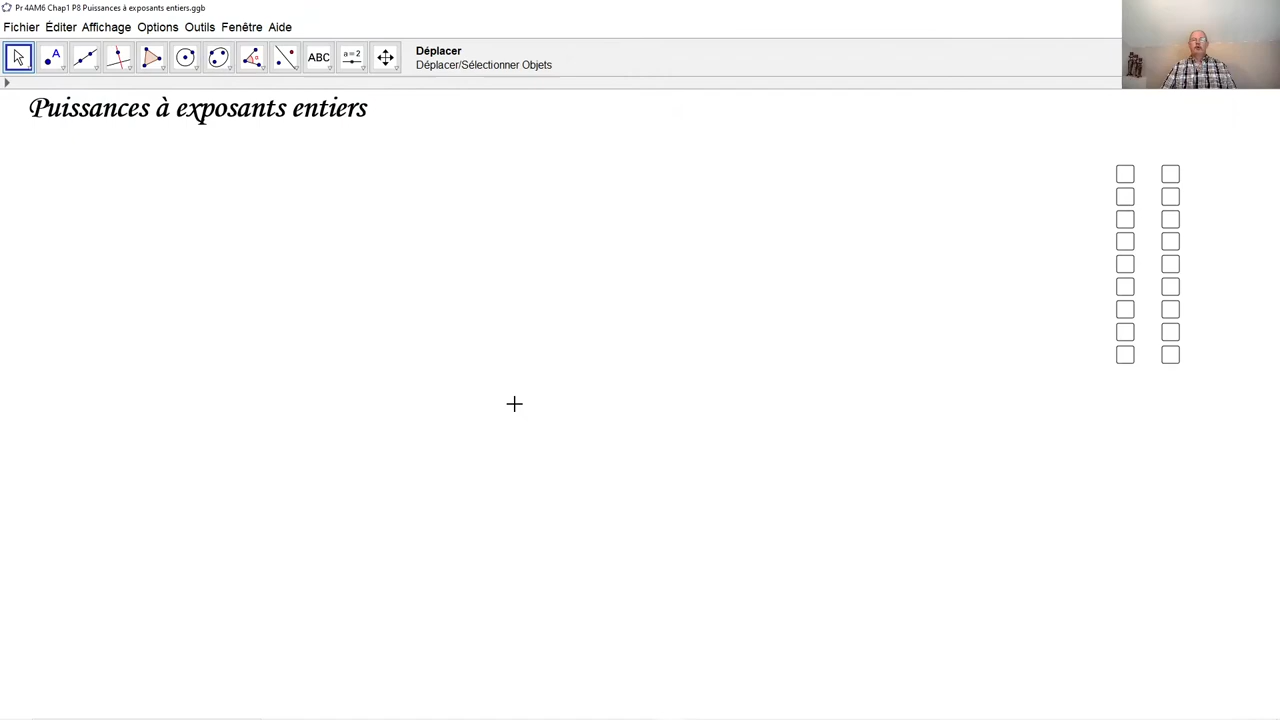 Pr 4AM6 Chap1 P8 Puissances à exposants entiers.ggb
Fichier Éditer Affichage Options Outils Fenêtre Aide
A
ABC
a=2
Déplacer
Déplacer/Sélectionner Objets
Puissances à exposants entiers